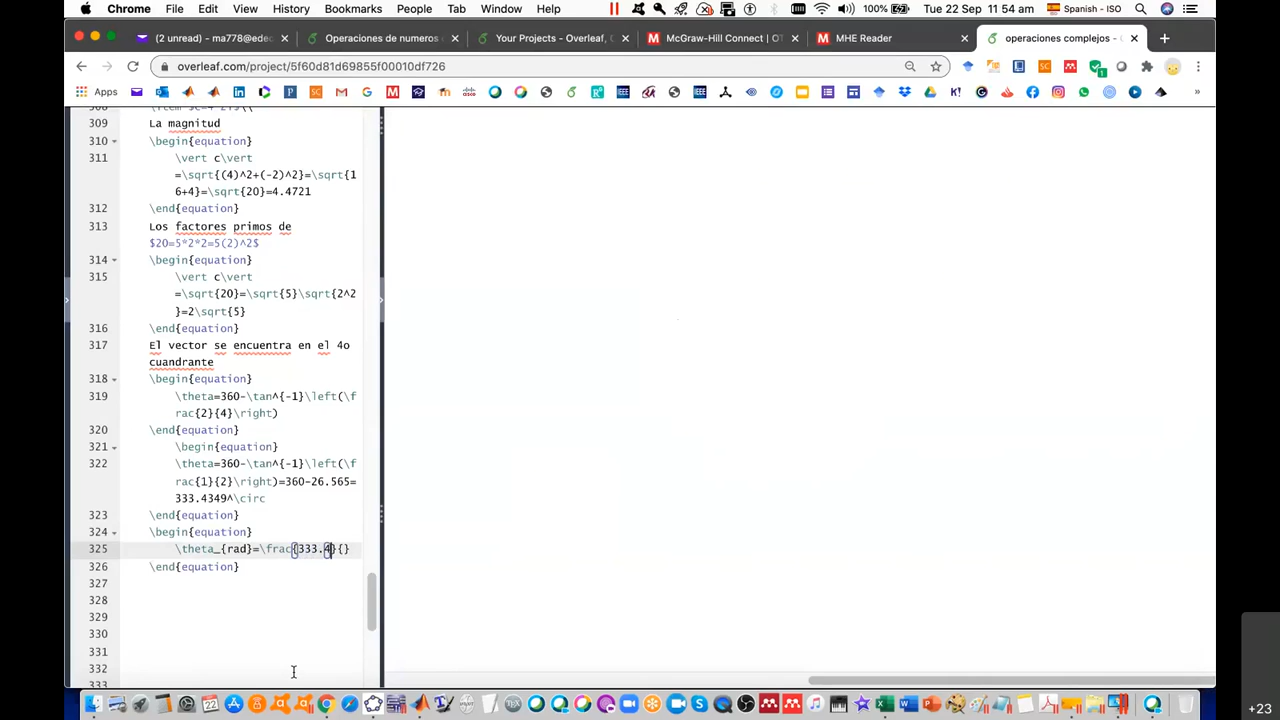 Chrome File Edit View History Bookmarks People Tab Window Help 100% Tue 22 Sep 11:54 am Spanish - ISO
(2 unread) - ma778@ede Operaciones de numeros Your Projects - Overleaf, McGraw-Hill Connect | OT MHE Reader operaciones complejos -
overleaf.com/project/5f60d81d69855f00010df726
Apps
309 La magnitud
310 \begin{equation}
311 \vert c\vert
=\sqrt{(4)^2+(-2)^2}=\sqrt{1
6+4}=\sqrt{20}=4.4721
312 \end{equation}
313 Los factores primos de
$20=5*2*2=5(2)^2$
314 \begin{equation}
315 \vert c\vert
=\sqrt{20}=\sqrt{5}\sqrt{2^2
}=2\sqrt{5}
316 \end{equation}
317 El vector se encuentra en el 4o
cuandrante
318 \begin{equation}
319 \theta=360-\tan^{-1}\left(\f
rac{2}{4}\right)
320 \end{equation}
321 \begin{equation}
322 \theta=360-\tan^{-1}\left(\f
rac{1}{2}\right)=360-26.565=
333.4349^\circ
323 \end{equation}
324 \begin{equation}
325 \theta_{rad}=\frac{333.4}{}
326 \end{equation}
327
328
329
330
331
332
333
+23